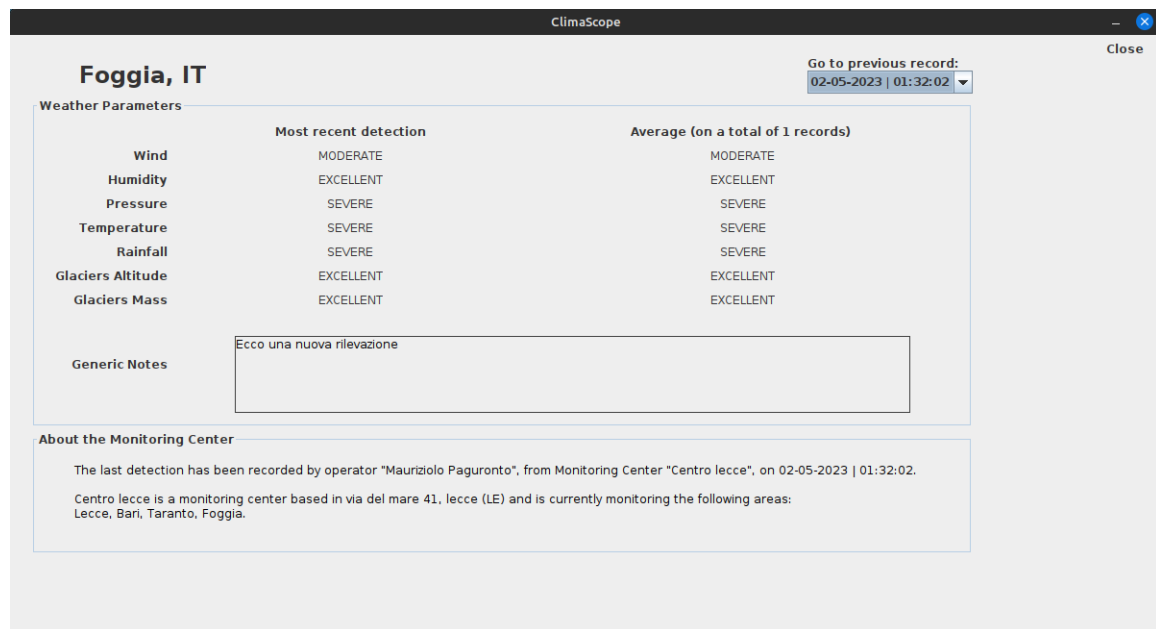 ClimaScope
Close
Foggia, IT
Go to previous record:
02-05-2023 | 01:32:02
Weather Parameters
Most recent detection Average (on a total of 1 records)
Wind MODERATE MODERATE
Humidity EXCELLENT EXCELLENT
Pressure SEVERE SEVERE
Temperature SEVERE SEVERE
Rainfall SEVERE SEVERE
Glaciers Altitude EXCELLENT EXCELLENT
Glaciers Mass EXCELLENT EXCELLENT
Generic Notes
Ecco una nuova rilevazione
About the Monitoring Center
The last detection has been recorded by operator "Mauriziolo Paguronto", from Monitoring Center "Centro lecce", on 02-05-2023 | 01:32:02.
Centro lecce is a monitoring center based in via del mare 41, lecce (LE) and is currently monitoring the following areas:
Lecce, Bari, Taranto, Foggia.